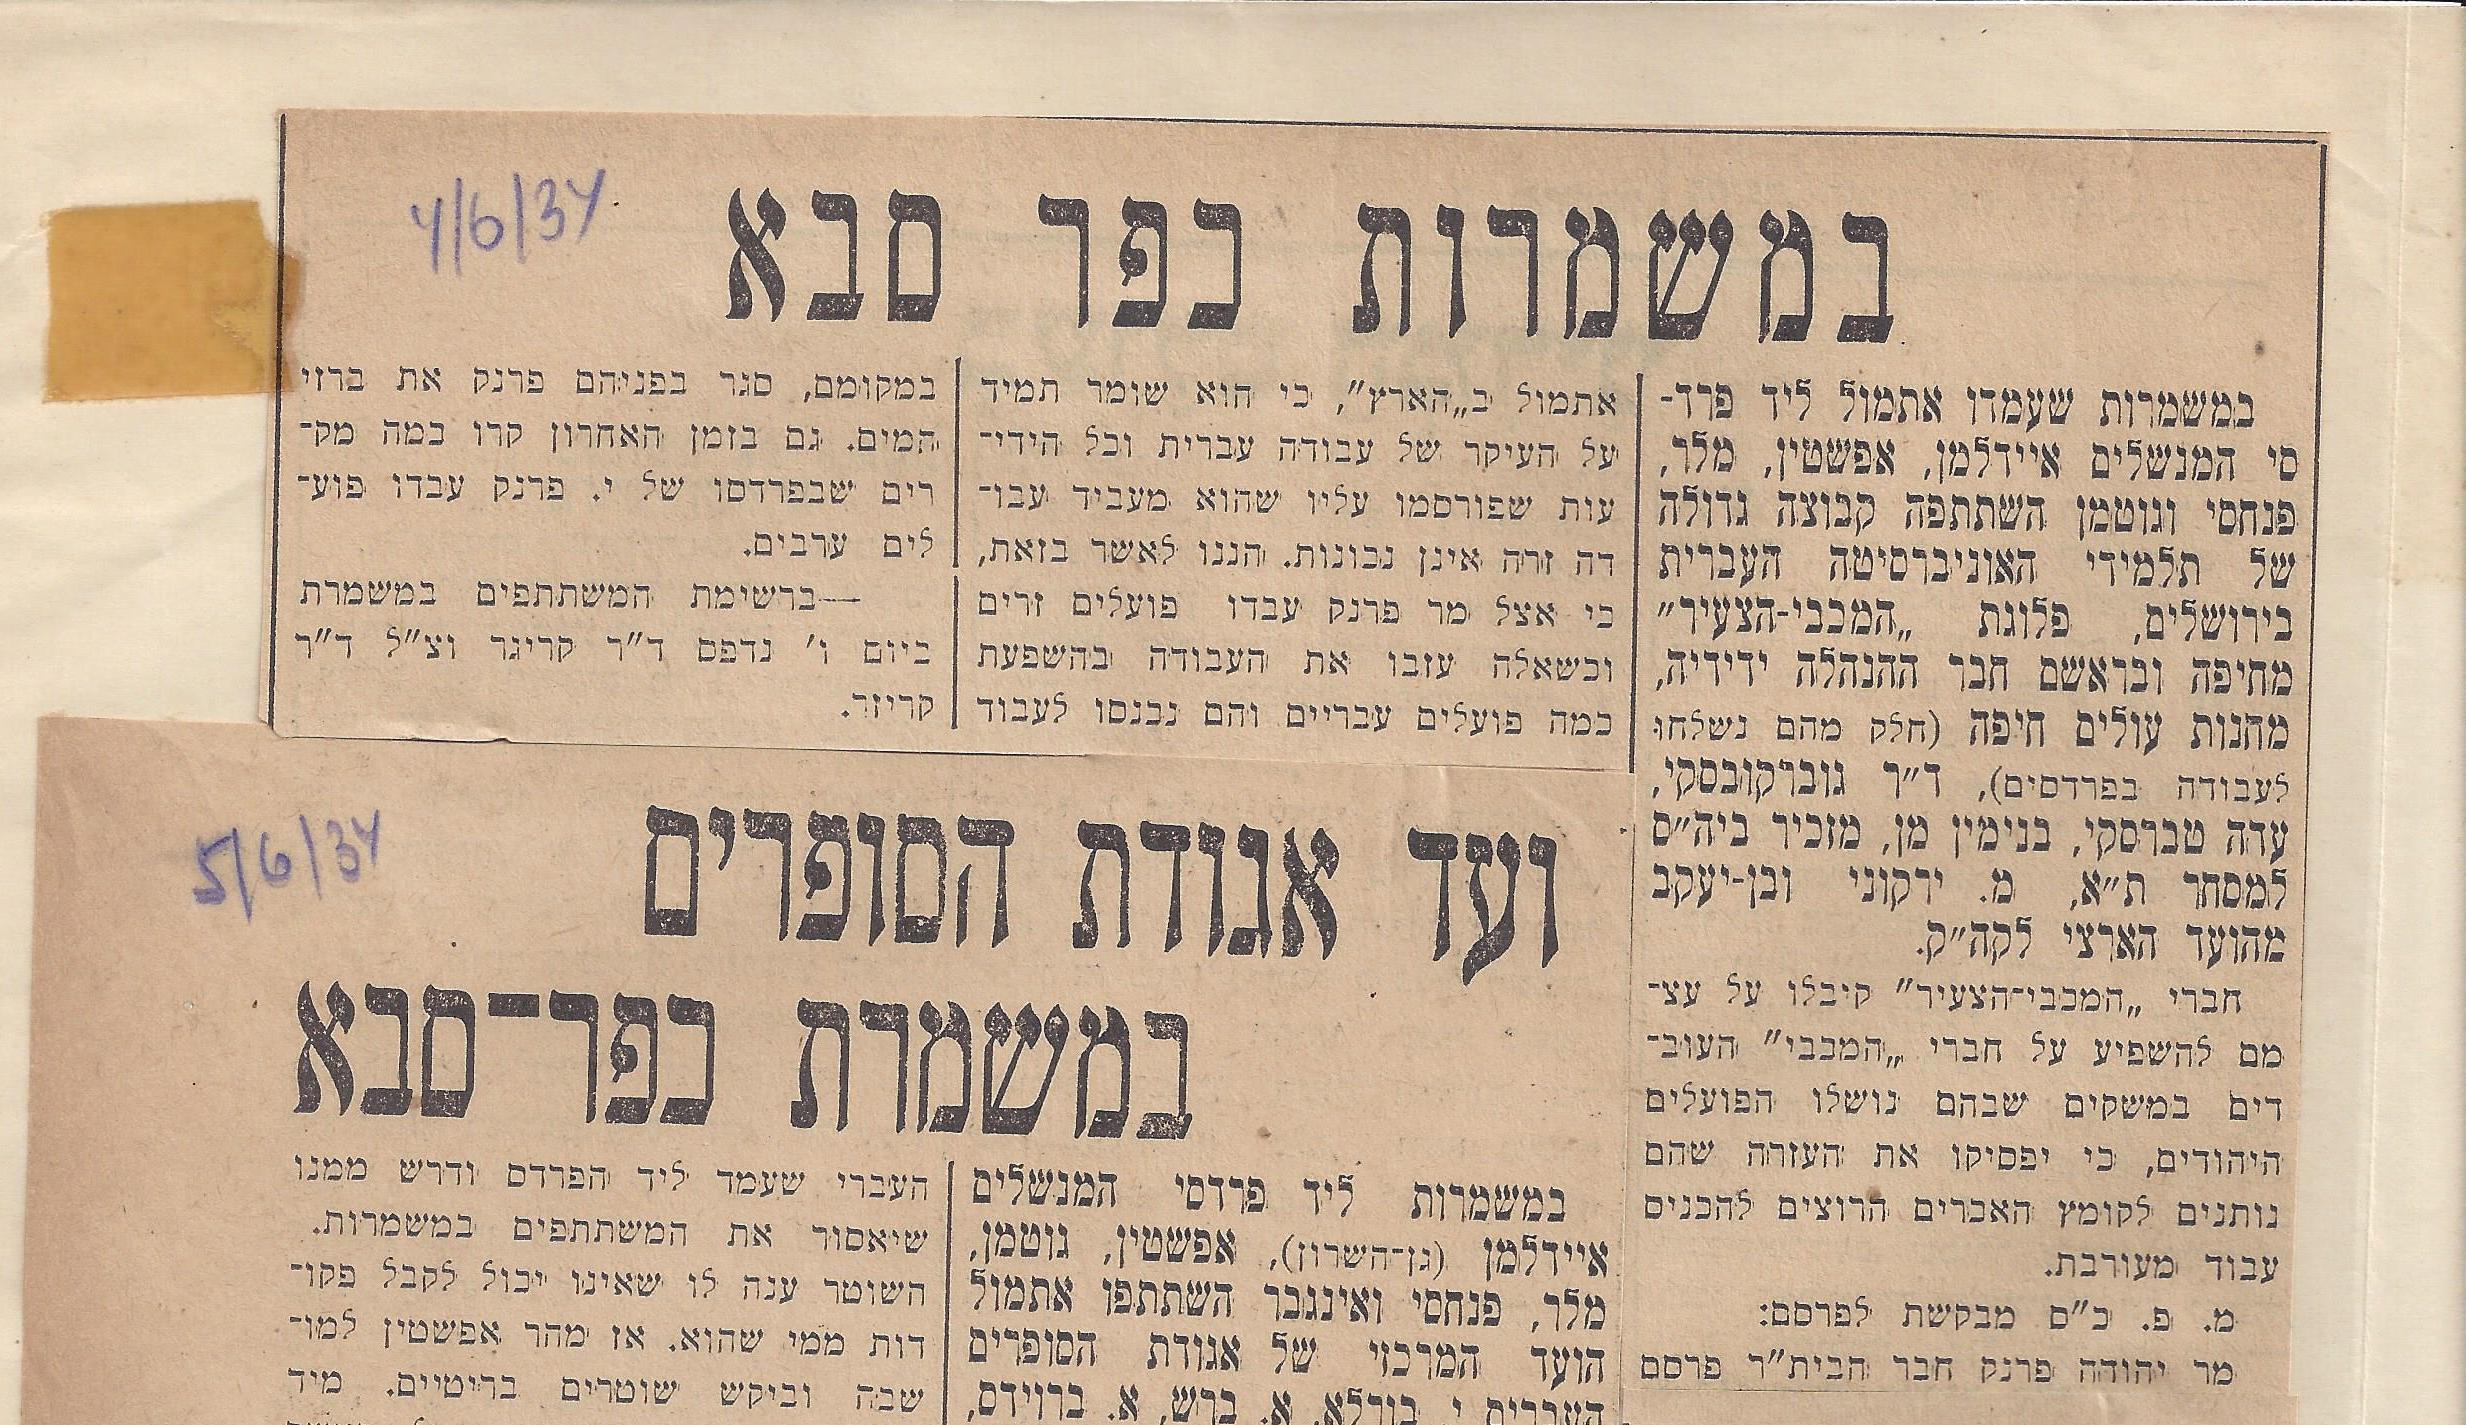 4/6/34
במשמרות כפר סבא
במשמרות שעמדו אתמול ליד פרד-
סי המנשלים איידלמן, אפשטין, מלר,
פנחסי וגוטמן השתתפה קבוצה גדולה
של תלמידי האוניברסיטה העברית
בירושלים, פלוגת „המכבי-הצעיר"
מחיפה ובראשם חבר ההנהלה ידידיה,
מחנות עולים חיפה (חלק מהם נשלחו
לעבודה בפרדסים), ד"ר גוברקובסקי,
עדה טברסקי, בנימין מן, מזכיר ביה"ס
למסחר ת"א, מ. ירקוני ובן-יעקב
מהועד הארצי לקה"ק.
חברי „המכבי־הצעיר" קיבלו על עצ־
מם להשפיע על חברי „המכבי" העוב־
דים במשקים שבהם נושלו הפועלים
היהודים, כי יפסיקו את העזרה שהם
נותנים לקומץ האכרים הרוצים להכניס
עבוד מעורבת.
מ. פ. כ"ס מבקשת לפרסם:
מר יהודה פרנק חבר הבית"ר פרסם
אתמול ב„הארץ", כי הוא שומר תמיד
על העיקר של עבודה עברית וכל הידי־
עות שפורסמו עליו שהוא מעביד עבו־
דה זרה אינן נכונות. הננו לאשר בזאת,
כי אצל מר פרנק עבדו פועלים זרים
וכשאלה עזבו את העבודה בהשפעת
כמה פועלים עבריים והם נכנסו לעבוד
במקומם, סגר בפניהם פרנק את ברזי
המים. גם בזמן האחרון קרו כמה מק־
רים שבפרדסו של י. פרנק עבדו פוע־
לים ערבים.
—ברשימת המשתתפים במשמרת
ביום ו' נדפס ד"ר קריגר וצ"ל ד"ר
קריזר.
5/6/34
ועד אגודת הסופרים
במשמרת כפר־סבא
במשמרות ליד פרדסי המנשלים
איידלמן (גן־השרון), אפשטין, גוטמן,
מלר, פנחסי ואינגבר השתתפו אתמול
הועד המרכזי של אגודת הסופרים
העברים י. בורלא, א. ברש, א. ברוידס,
העברי שעמד ליד הפרדס ודרש ממנו
שיאסור את המשתתפים במשמרות.
השוטר ענה לו שאינו יכול לקבל פקו־
דות ממי שהוא. אז מהר אפשטין למו־
שבה וביקש שוטרים בריטיים. מיד